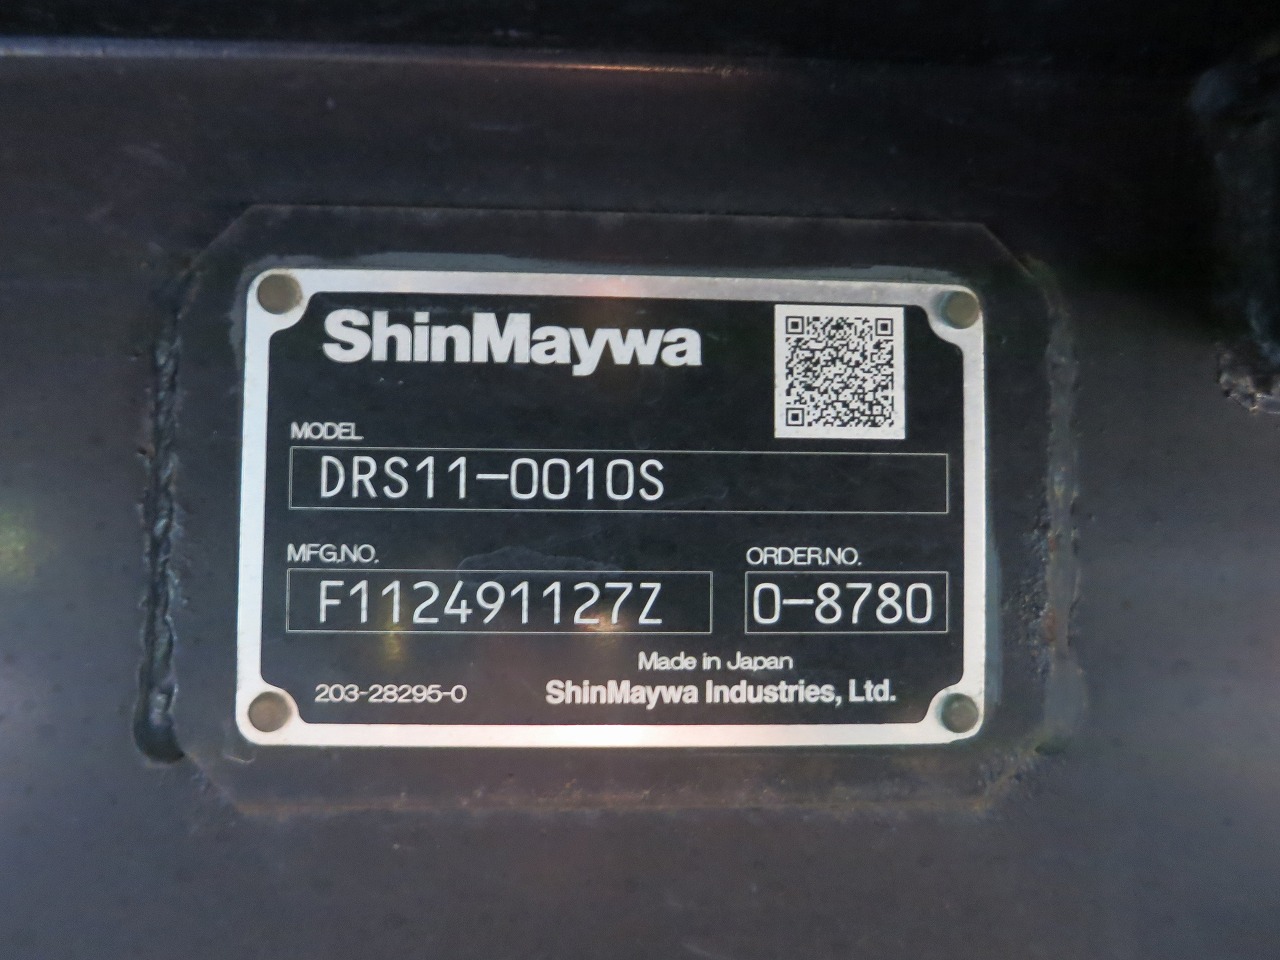 ShinMaywa
MODEL
DRS11-0010S
MFG.NO.
F112491127Z
ORDER.NO.
0-8780
Made in Japan
203-28295-0
ShinMaywa Industries, Ltd.